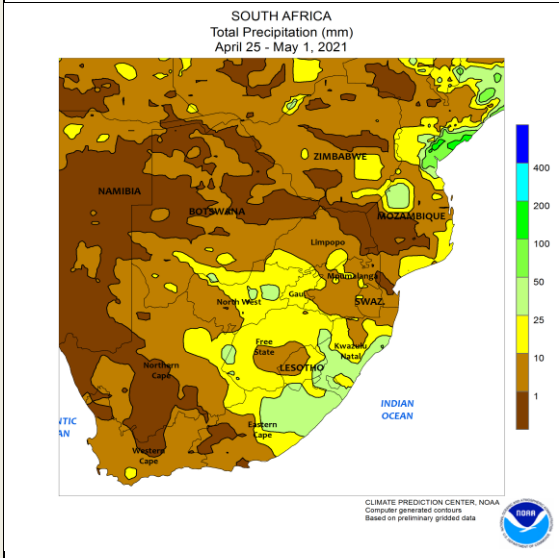 SOUTH AFRICA
Total Precipitation (mm)
April 25 - May 1, 2021
ZIMBABWE
NAMIBIA
BOTSWANA
MOZAMBIQUE
Limpopo
Mpumalanga
North West
Gaut
SWAZ.
Free
State
Kwazulu
Natal
LESOTHO
Northern
Cape
Eastern
Cape
Western
Cape
NTIC
AN
INDIAN
OCEAN
400
200
100
50
25
10
1
CLIMATE PREDICTION CENTER, NOAA
Computer generated contours
Based on preliminary gridded data
NOAA